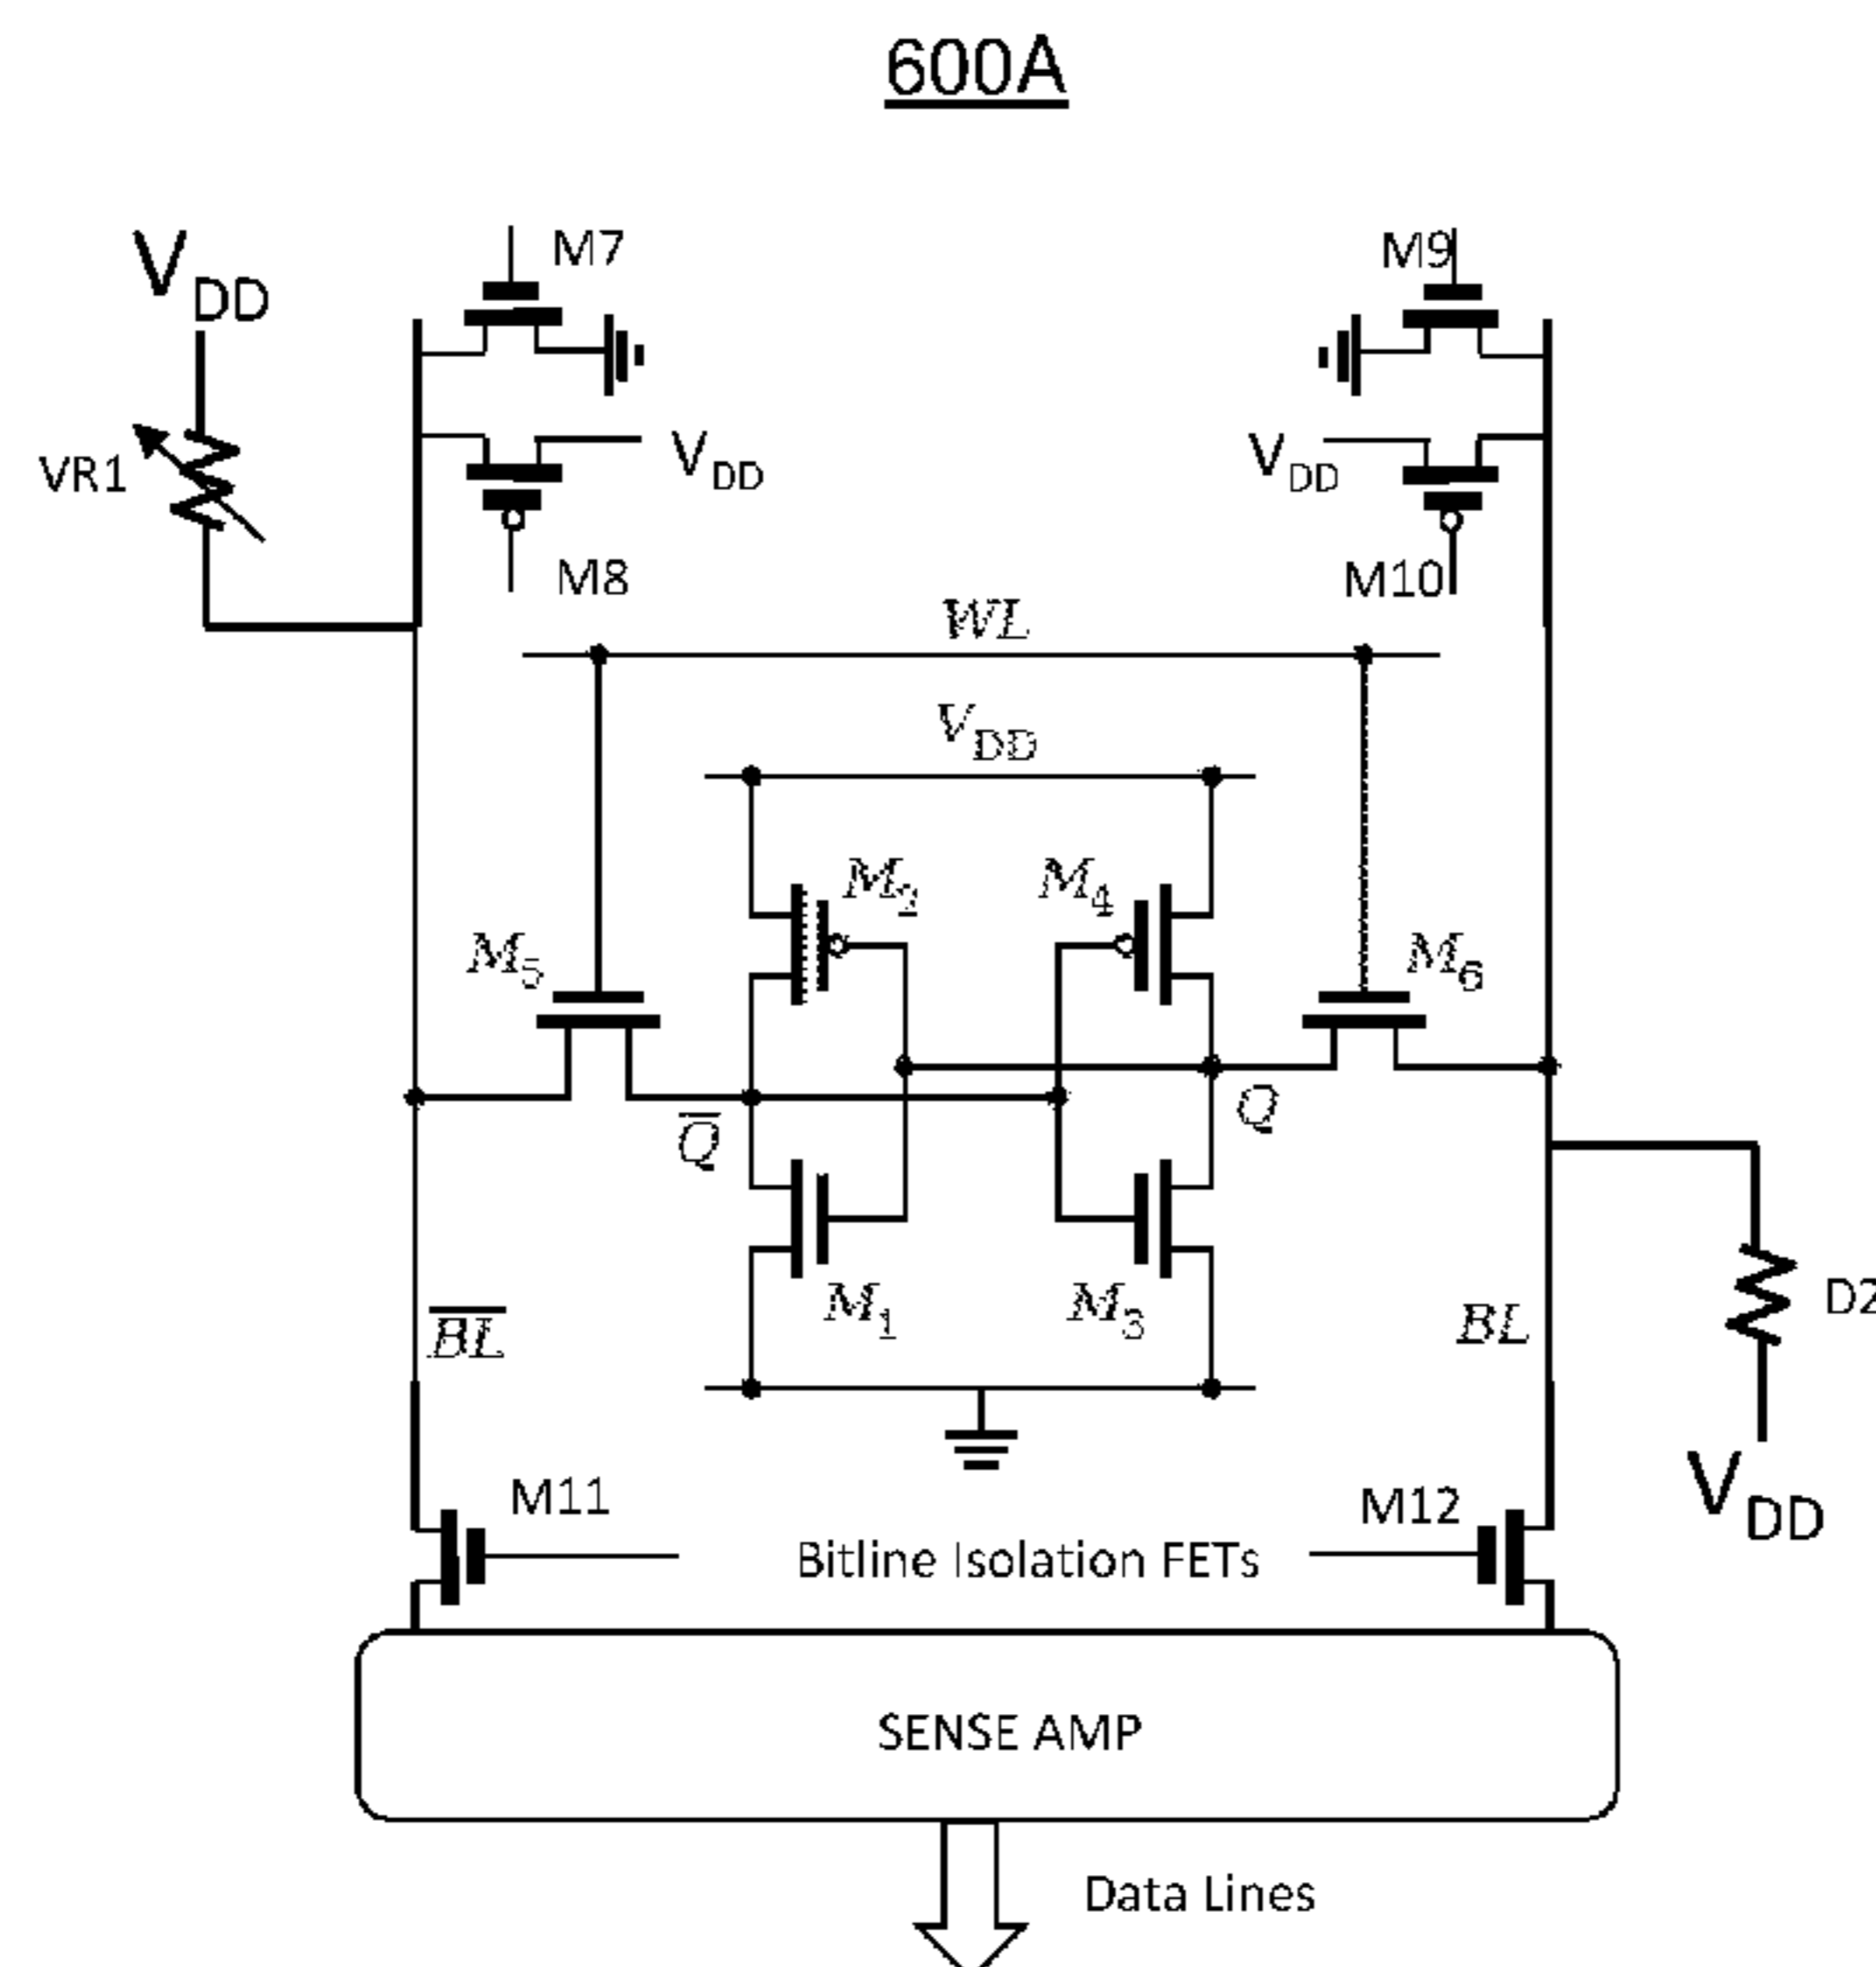 600A
M7
M9
VDD
VR1
VDD
VDD
M8
M10
WL
VDD
M2
M4
M5
M6
Q̅
Q
M1
M3
B̅L̅
BL
D2
M11
M12
VDD
Bitline Isolation FETs
SENSE AMP
Data Lines